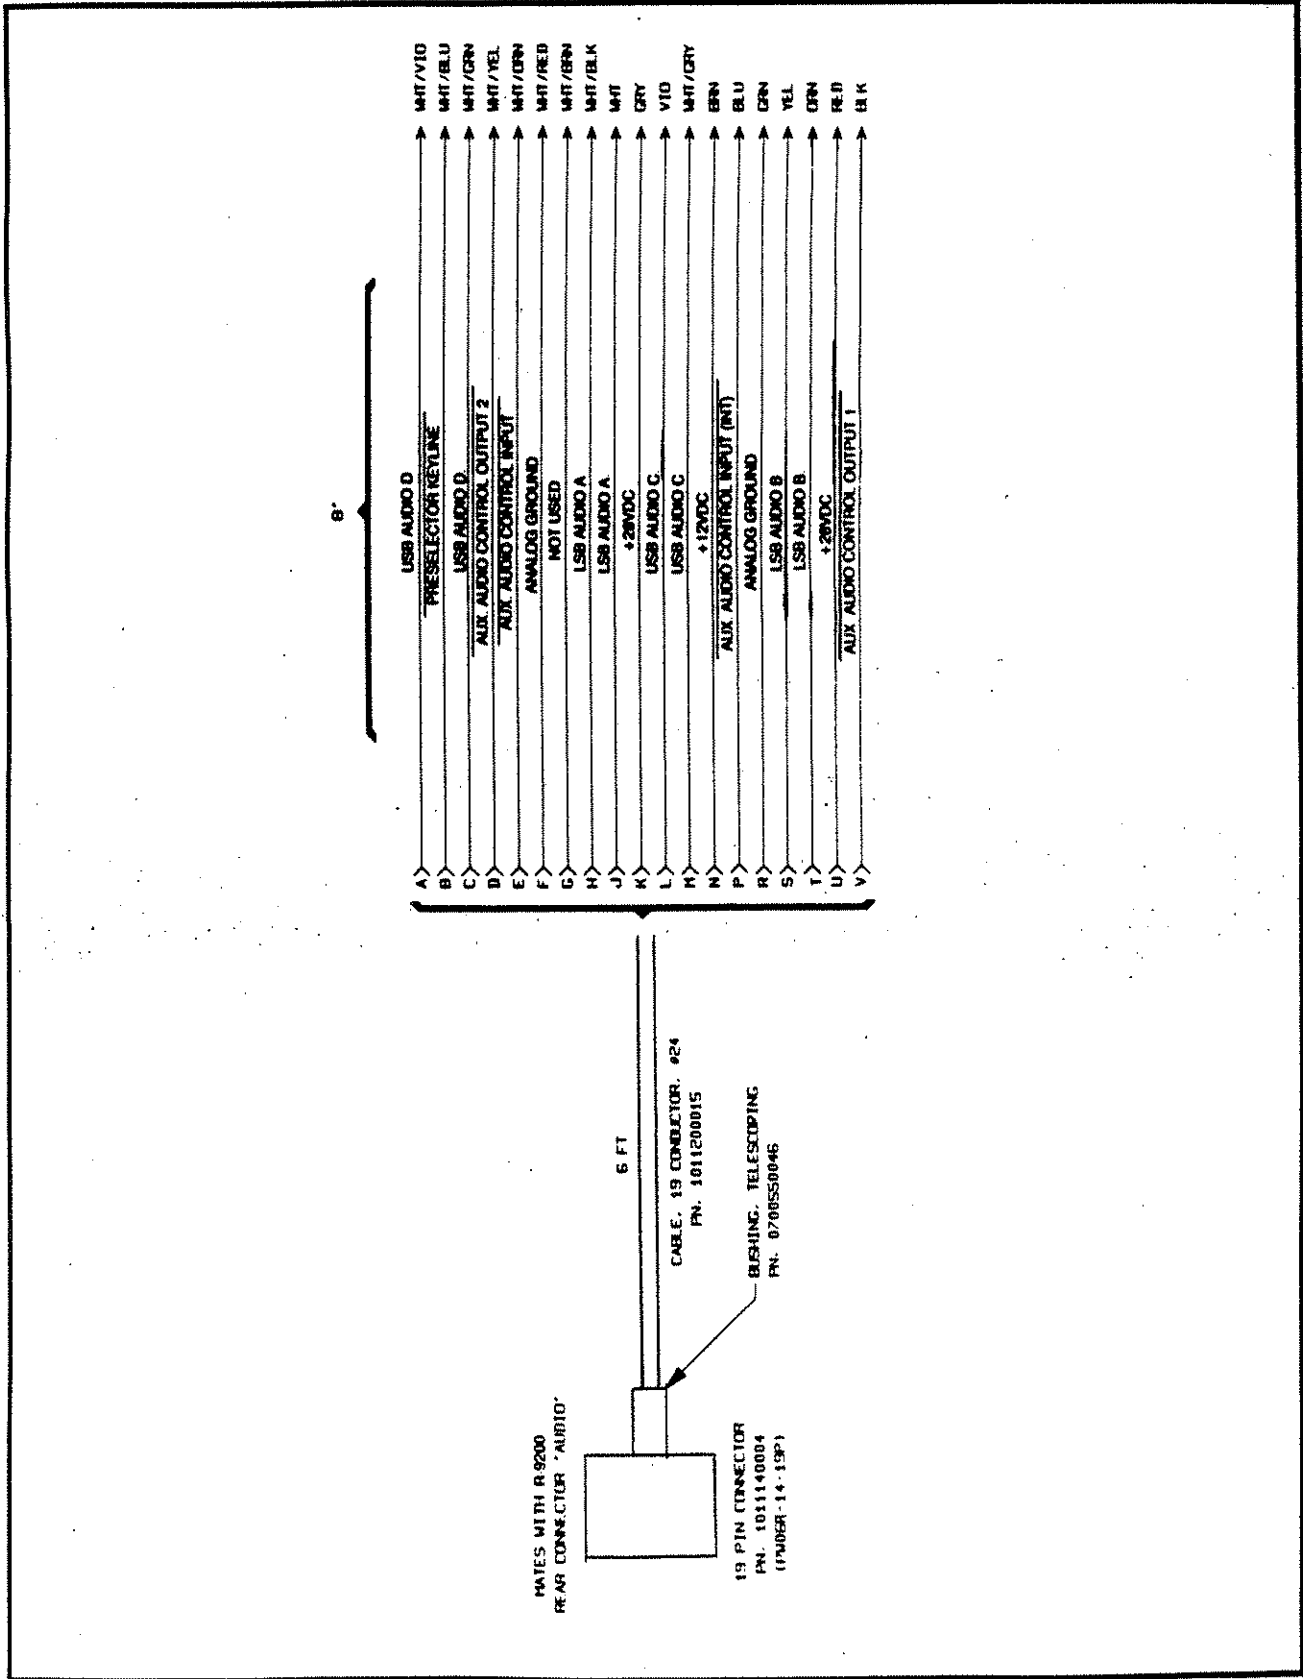 8'
A USB AUDIO D WHT/VIO
B PRESELECTOR KEYLINE WHT/BLU
C USB AUDIO D WHT/GRN
D AUX. AUDIO CONTROL OUTPUT 2 WHT/YEL
E AUX. AUDIO CONTROL INPUT WHT/ORN
F ANALOG GROUND WHT/RED
G NOT USED WHT/BRN
H LSB AUDIO A WHT/BLK
J LSB AUDIO A WHT
K +28VDC GRY
L USB AUDIO C VIO
M USB AUDIO C WHT/GRY
N +12VDC BRN
P AUX. AUDIO CONTROL INPUT (INT) BLU
R ANALOG GROUND GRN
S LSB AUDIO B YEL
T LSB AUDIO B ORN
U +28VDC RED
V AUX AUDIO CONTROL OUTPUT 1 BLK
MATES WITH R-9200
REAR CONNECTOR 'AUDIO'
6 FT
CABLE, 19 CONDUCTOR, #24
PN. 1011200015
BUSHING, TELESCOPING
PN. 0700550046
19 PIN CONNECTOR
PN. 1011140004
(PW06R-14-19P)